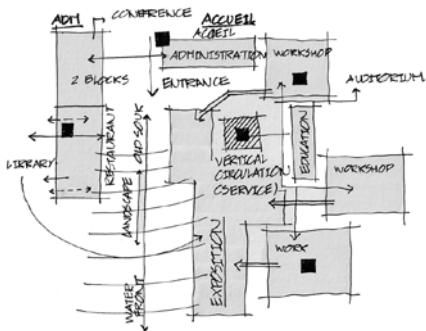 ADM
CONFERENCE
ACCUEIL
ACCEIL
ADMINISTRATION
WORKSHOP
2 BLOCKS
ENTRANCE
AUDITORIUM
RESTAURANT
OLD SOUK
EDUCATION
LIBRARY
VERTICAL
CIRCULATION
(SERVICE)
WORKSHOP
LANDSCAPE
EXPOSITION
WORK
WATER
FRONT